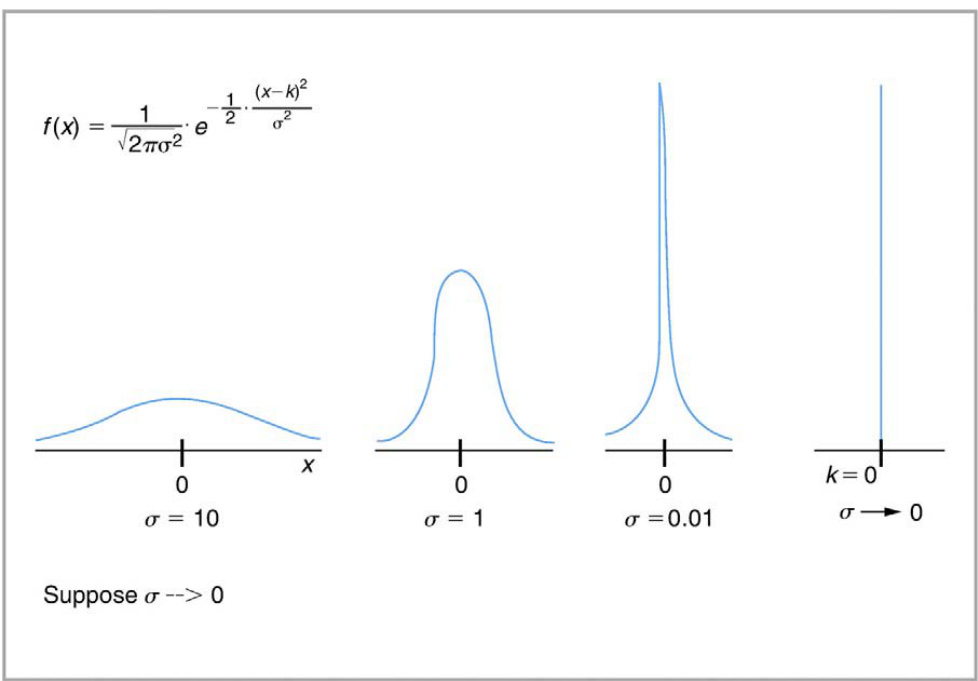 f(x) = 1/√2πσ² · e^(−1/2 · (x−k)²/σ²)
x
0 0 0 k = 0
σ = 10 σ = 1 σ = 0.01 σ → 0
Suppose σ --> 0